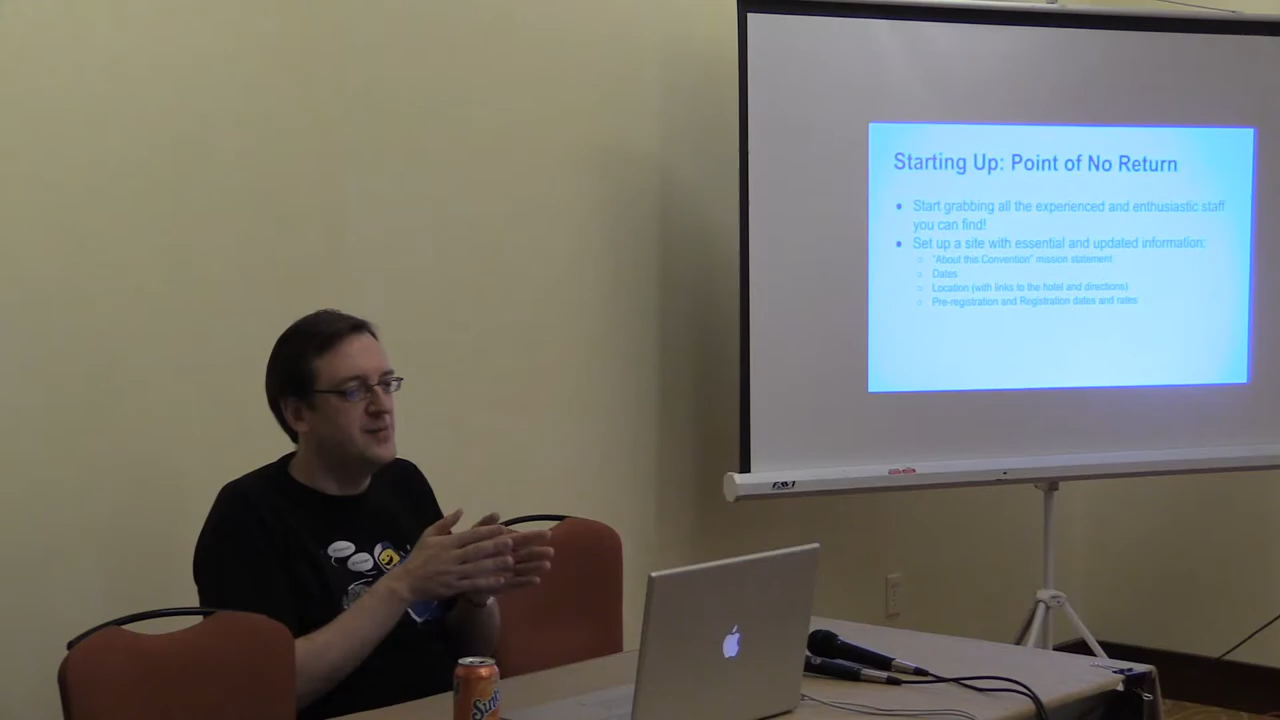 Starting Up: Point of No Return
● Start grabbing all the experienced and enthusiastic staff
you can find!
● Set up a site with essential and updated information:
○ "About this Convention" mission statement
○ Dates
○ Location (with links to the hotel and directions)
○ Pre-registration and Registration dates and rates